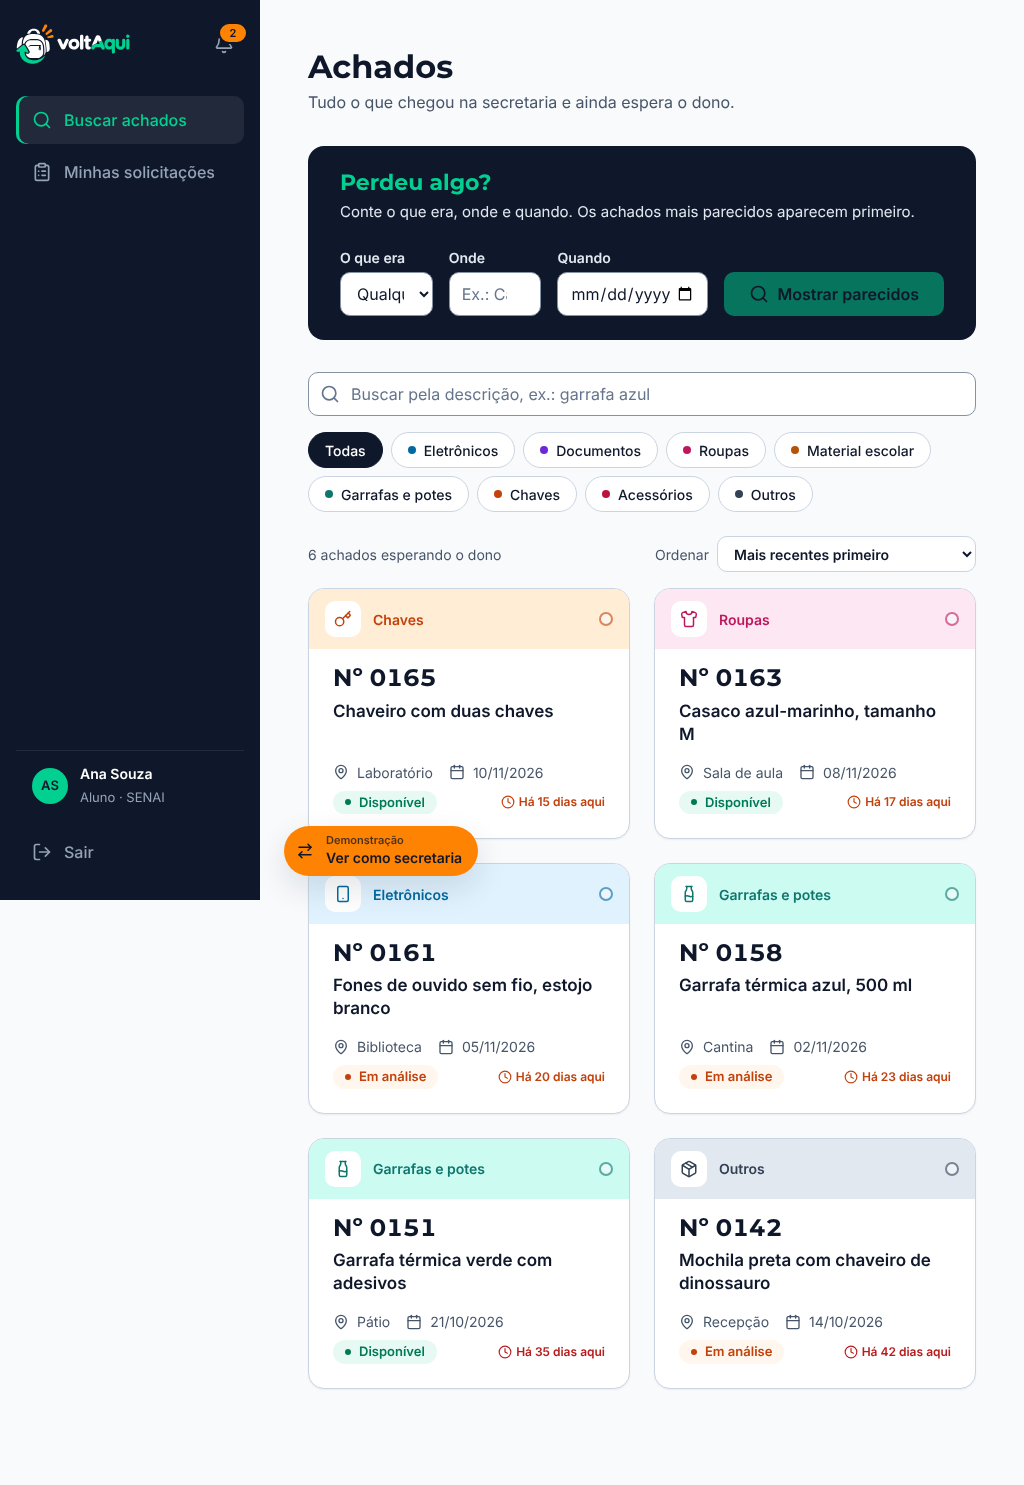 voltAqui
2
Buscar achados
Minhas solicitações
AS
Ana Souza
Aluno · SENAI
Sair
Achados
Tudo o que chegou na secretaria e ainda espera o dono.
Perdeu algo?
Conte o que era, onde e quando. Os achados mais parecidos aparecem primeiro.
O que era
Onde
Quando
Qualqu
Ex.: Ca
mm/dd/yyyy
Mostrar parecidos
Buscar pela descrição, ex.: garrafa azul
Todas
Eletrônicos
Documentos
Roupas
Material escolar
Garrafas e potes
Chaves
Acessórios
Outros
6 achados esperando o dono
Ordenar
Mais recentes primeiro
Chaves
Nº 0165
Chaveiro com duas chaves
Laboratório
10/11/2026
Disponível
Há 15 dias aqui
Roupas
Nº 0163
Casaco azul-marinho, tamanho
M
Sala de aula
08/11/2026
Disponível
Há 17 dias aqui
Demonstração
Ver como secretaria
Eletrônicos
Nº 0161
Fones de ouvido sem fio, estojo
branco
Biblioteca
05/11/2026
Em análise
Há 20 dias aqui
Garrafas e potes
Nº 0158
Garrafa térmica azul, 500 ml
Cantina
02/11/2026
Em análise
Há 23 dias aqui
Garrafas e potes
Nº 0151
Garrafa térmica verde com
adesivos
Pátio
21/10/2026
Disponível
Há 35 dias aqui
Outros
Nº 0142
Mochila preta com chaveiro de
dinossauro
Recepção
14/10/2026
Em análise
Há 42 dias aqui